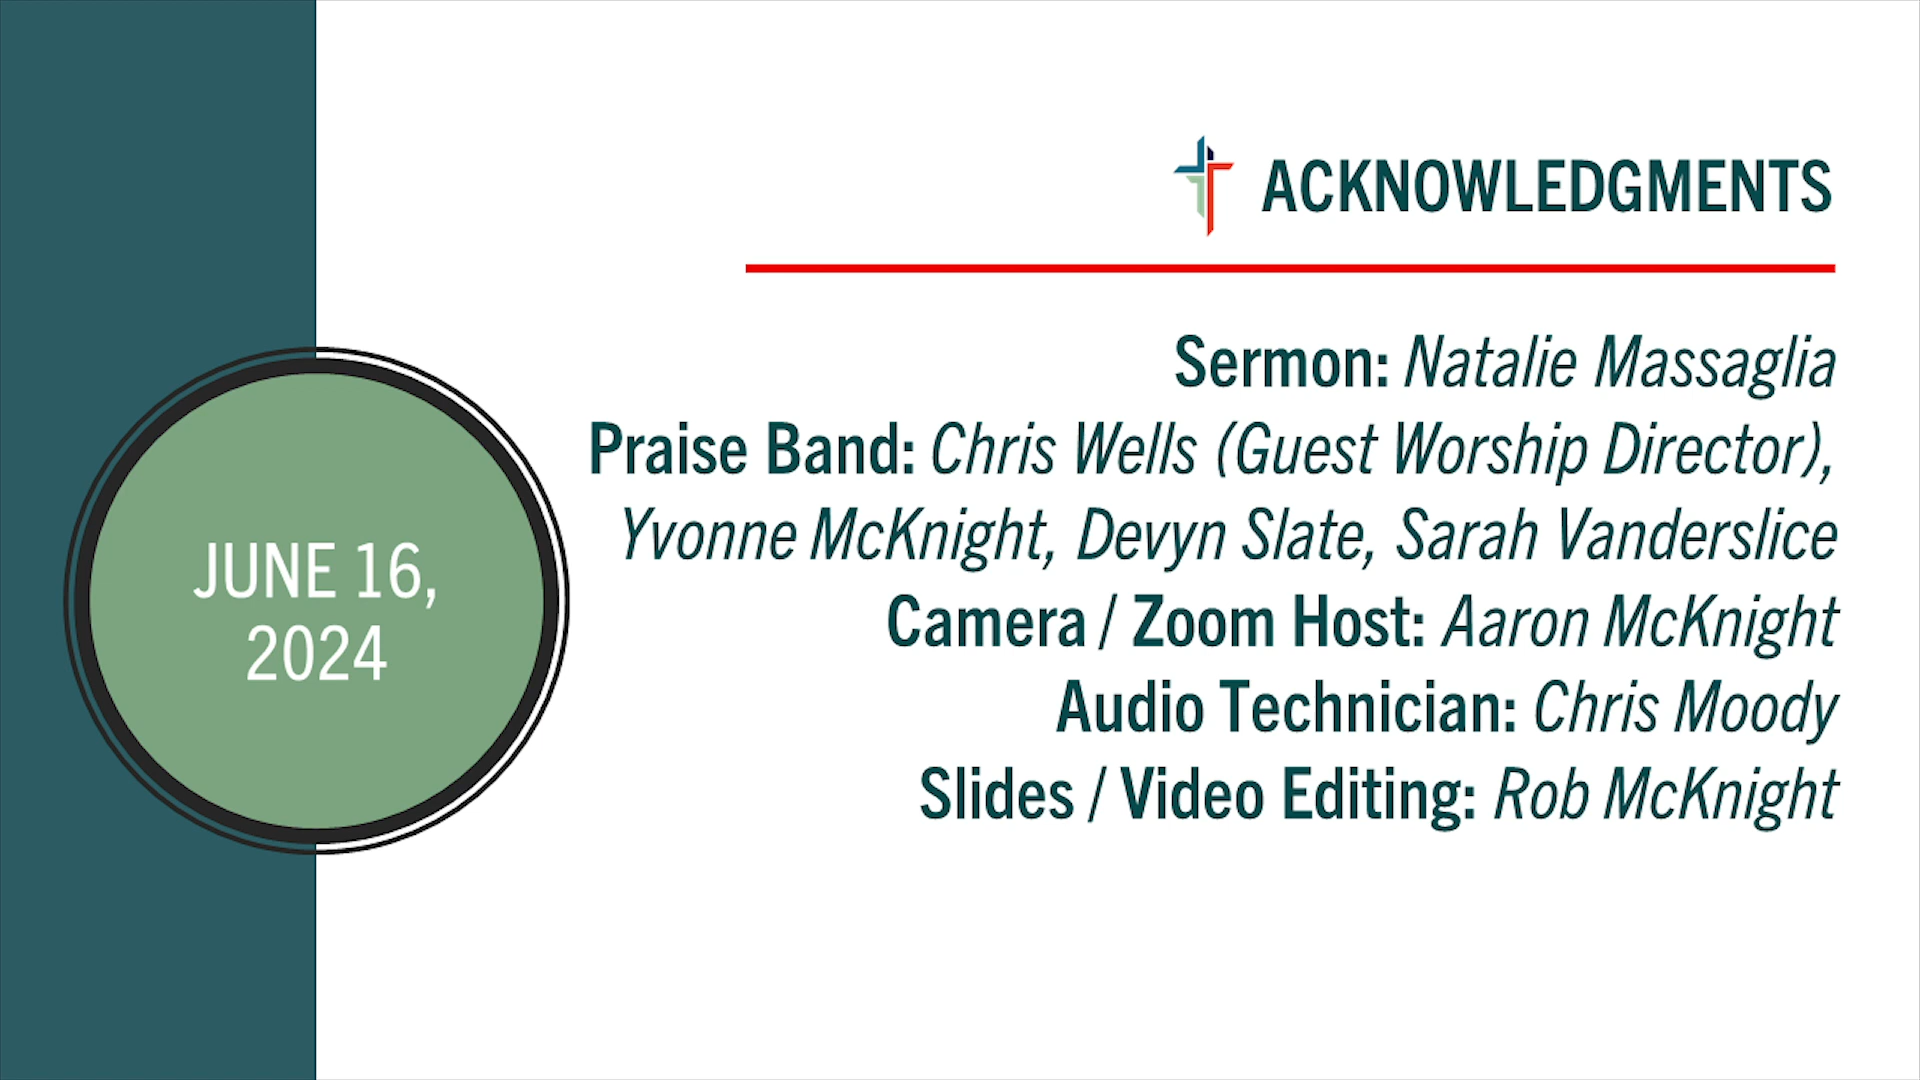 ACKNOWLEDGMENTS
Sermon: Natalie Massaglia
Praise Band: Chris Wells (Guest Worship Director),
Yvonne McKnight, Devyn Slate, Sarah Vanderslice
Camera / Zoom Host: Aaron McKnight
Audio Technician: Chris Moody
Slides / Video Editing: Rob McKnight
JUNE 16,
2024